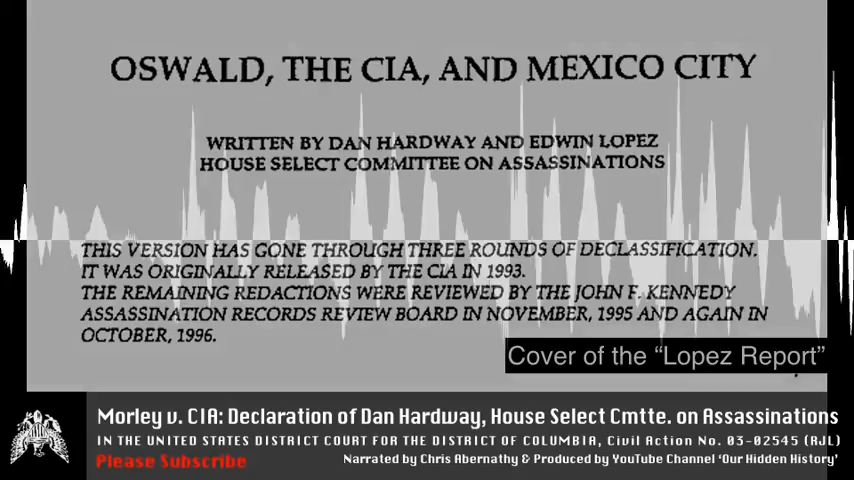 OSWALD, THE CIA, AND MEXICO CITY
WRITTEN BY DAN HARDWAY AND EDWIN LOPEZ
HOUSE SELECT COMMITTEE ON ASSASSINATIONS
THIS VERSION HAS GONE THROUGH THREE ROUNDS OF DECLASSIFICATION.
IT WAS ORIGINALLY RELEASED BY THE CIA IN 1993.
THE REMAINING REDACTIONS WERE REVIEWED BY THE JOHN F. KENNEDY
ASSASSINATION RECORDS REVIEW BOARD IN NOVEMBER, 1995 AND AGAIN IN
OCTOBER, 1996.
Cover of the “Lopez Report”
Morley v. CIA: Declaration of Dan Hardway, House Select Cmtte. on Assassinations
IN THE UNITED STATES DISTRICT COURT FOR THE DISTRICT OF COLUMBIA, Civil Action No. 03-02545 (RJL)
Please Subscribe
Narrated by Chris Abernathy & Produced by YouTube Channel 'Our Hidden History'